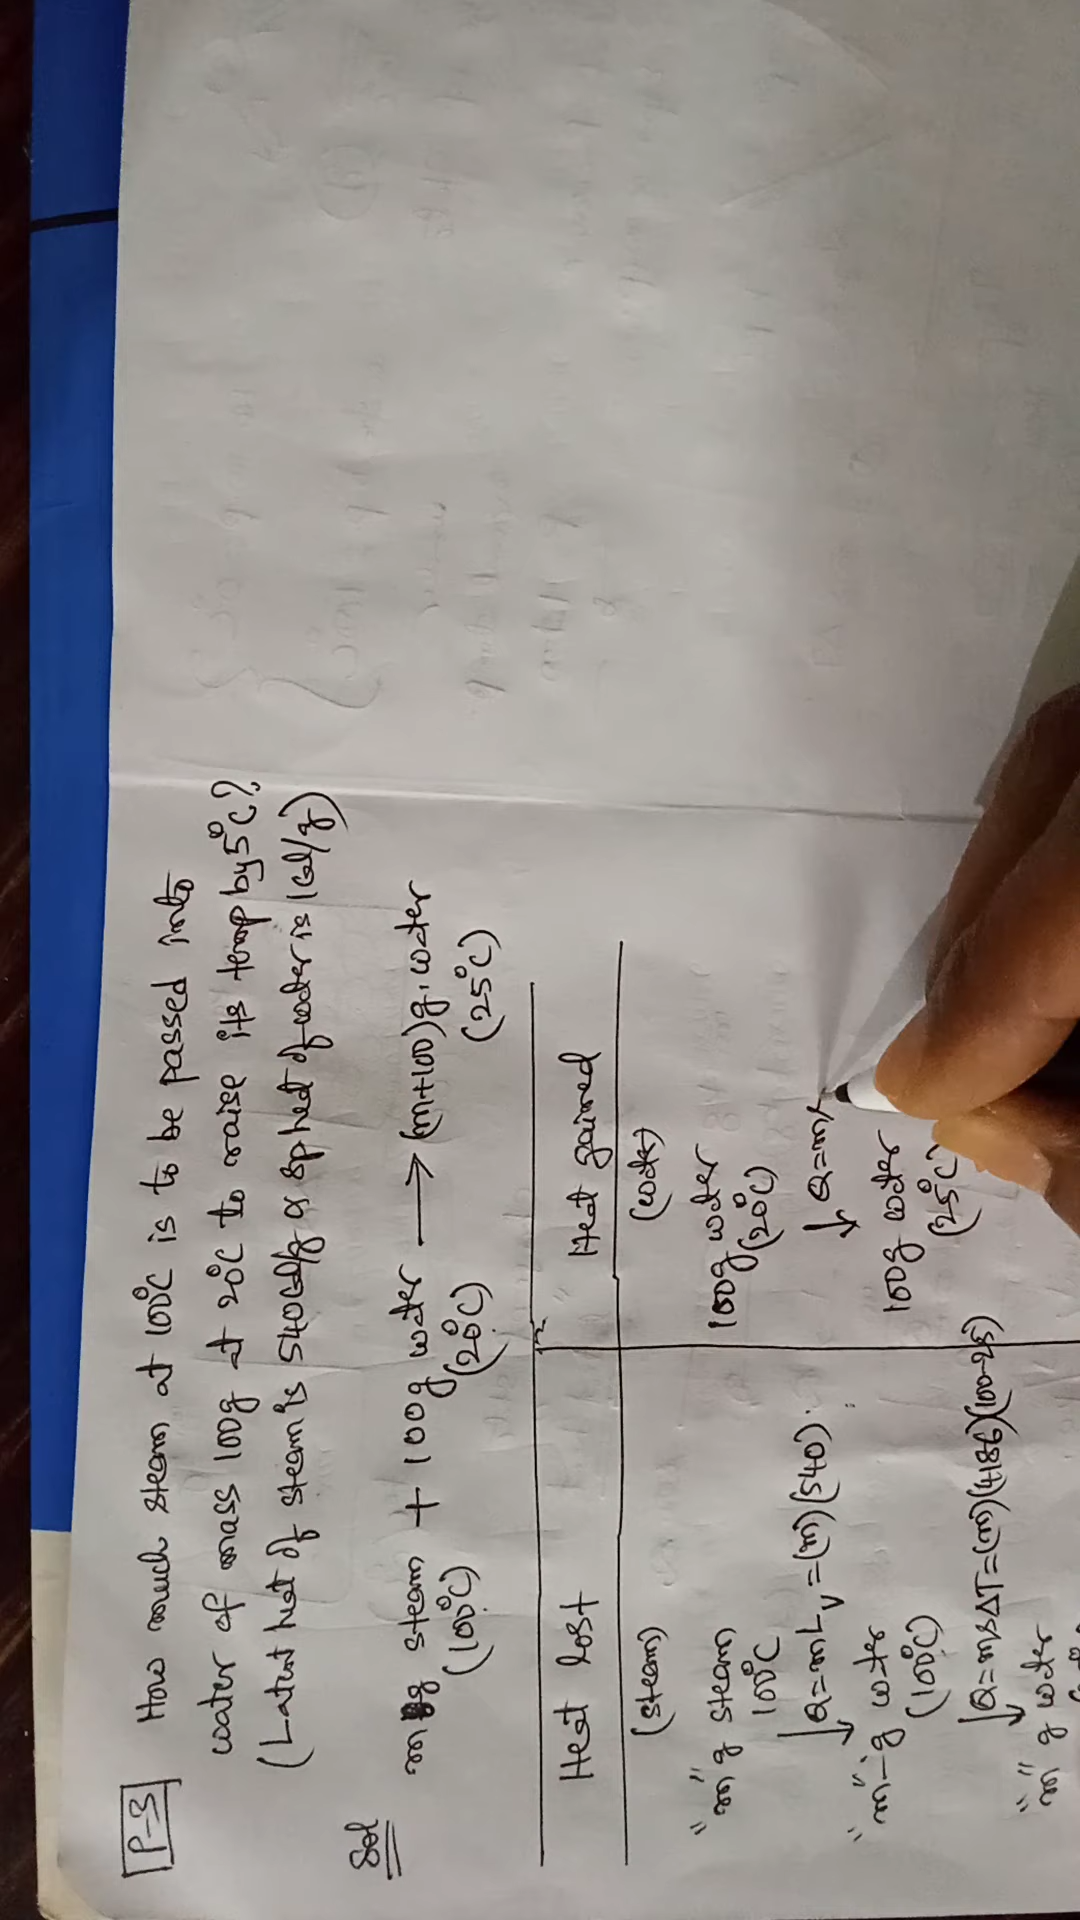 P-3 How much steam at 100°C is to be passed into
water of mass 100g at 20°C to raise its temp by 5°C?
(Latent heat of steam is 540Cal/g & sp heat of water is 1Cal/g)
Sol m g steam + 100g water → (m+100)g. water
(100°C) (20°C) (25°C)
Heat lost Heat gained
(steam) (water)
"m" g steam 100g water
100°C (20°C)
↓ Q=mLv=(m)(540). ↓ Q=m
"m"-g water 100g water
(100°C) (25°C)
↓ Q=msΔT=(m)(4186)(100-25)
"m" g water